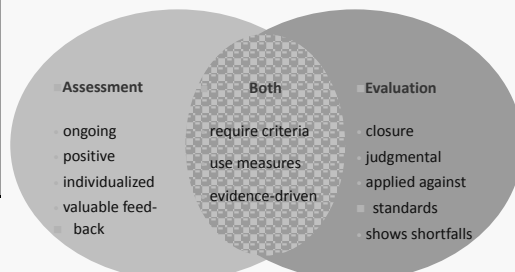 Assessment
ongoing
positive
individualized
valuable feed-
back
Both
require criteria
use measures
evidence-driven
Evaluation
closure
judgmental
applied against
standards
shows shortfalls